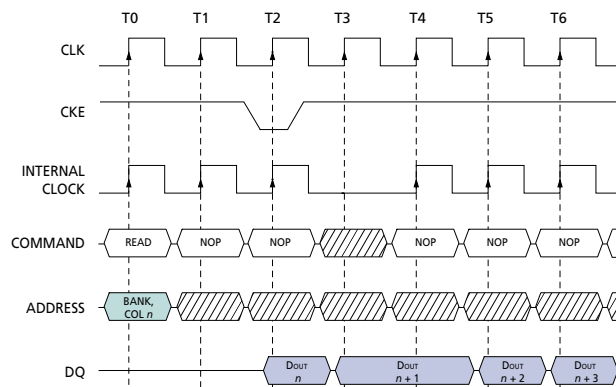 T0 T1 T2 T3 T4 T5 T6
CLK
CKE
INTERNAL
CLOCK
COMMAND READ NOP NOP NOP NOP NOP
ADDRESS
BANK,
COL n
DQ
DOUT
n
DOUT
n + 1
DOUT
n + 2
DOUT
n + 3